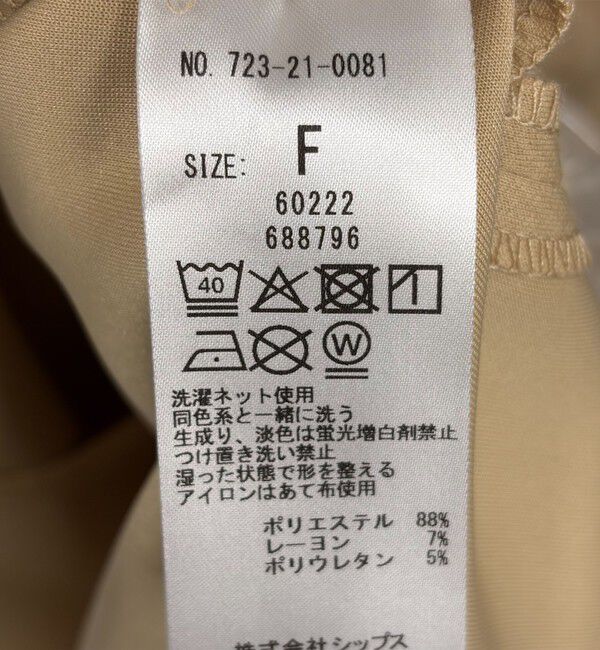 NO. 723-21-0081
SIZE: F
60222
688796
40
W
洗濯ネット使用
同色系と一緒に洗う
生成り、淡色は蛍光増白剤禁止
つけ置き洗い禁止
湿った状態で形を整える
アイロンはあて布使用
ポリエステル 88%
レーヨン 7%
ポリウレタン 5%
株式会社シップス